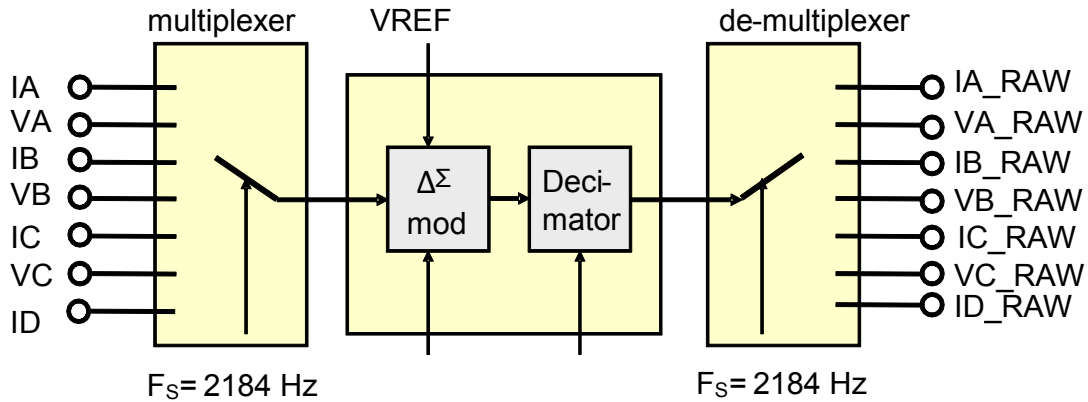 multiplexer
VREF
de-multiplexer
IA
VA
IB
VB
IC
VC
ID
ΔΣ
mod
Deci-
mator
IA_RAW
VA_RAW
IB_RAW
VB_RAW
IC_RAW
VC_RAW
ID_RAW
FS= 2184 Hz
FS= 2184 Hz